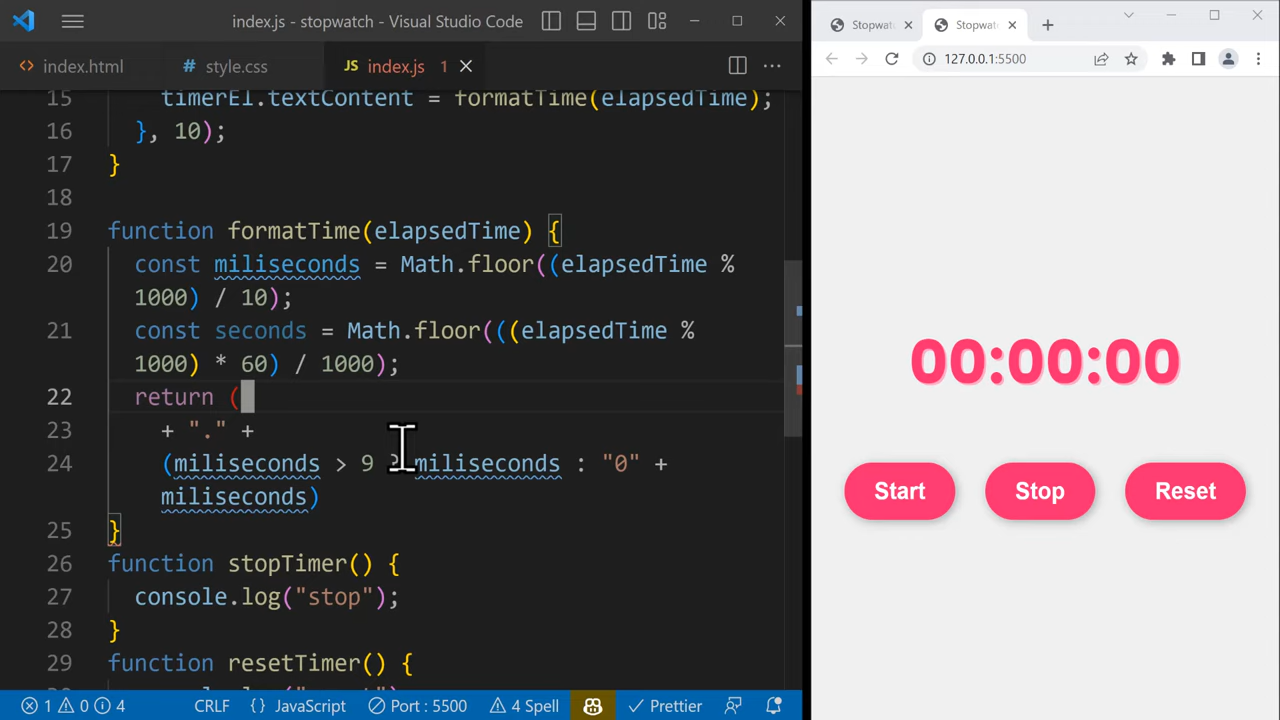 index.js - stopwatch - Visual Studio Code
index.html
# style.css
JS index.js 1
15 timerEl.textContent = formatTime(elapsedTime);
16 }, 10);
17 }
18
19 function formatTime(elapsedTime) {
20 const miliseconds = Math.floor((elapsedTime %
1000) / 10);
21 const seconds = Math.floor(((elapsedTime %
1000) * 60) / 1000);
22 return (
23 + "." +
24 (miliseconds > 9 ? miliseconds : "0" +
miliseconds)
25 }
26 function stopTimer() {
27 console.log("stop");
28 }
29 function resetTimer() {
1 0 4
CRLF
{} JavaScript
Port : 5500
4 Spell
Prettier
Stopwatc
Stopwatc
127.0.0.1:5500
00:00:00
Start
Stop
Reset